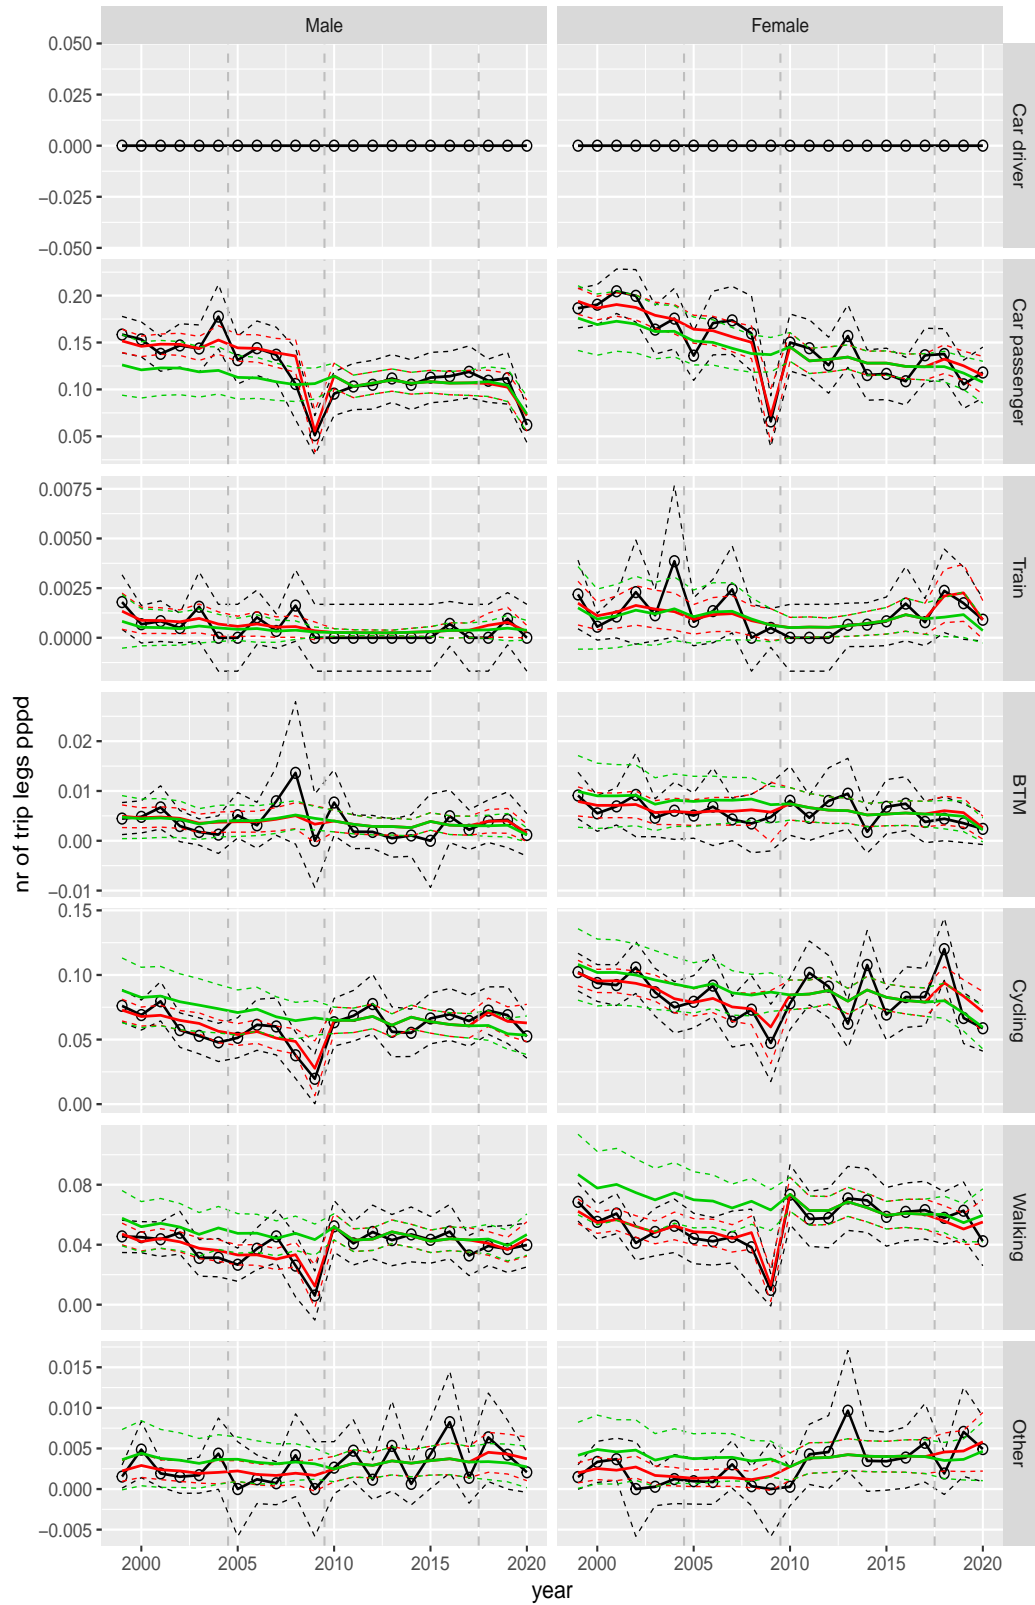 Male Female
0.050
0.025
0.000
−0.025
−0.050
Car driver
0.20
0.15
0.10
0.05
Car passenger
0.0075
0.0050
0.0025
0.0000
Train
0.02
0.01
0.00
−0.01
BTM
0.15
0.10
0.05
0.00
Cycling
0.08
0.04
0.00
Walking
0.015
0.010
0.005
0.000
−0.005
Other
nr of trip legs pppd
2000 2005 2010 2015 2020 2000 2005 2010 2015 2020
year